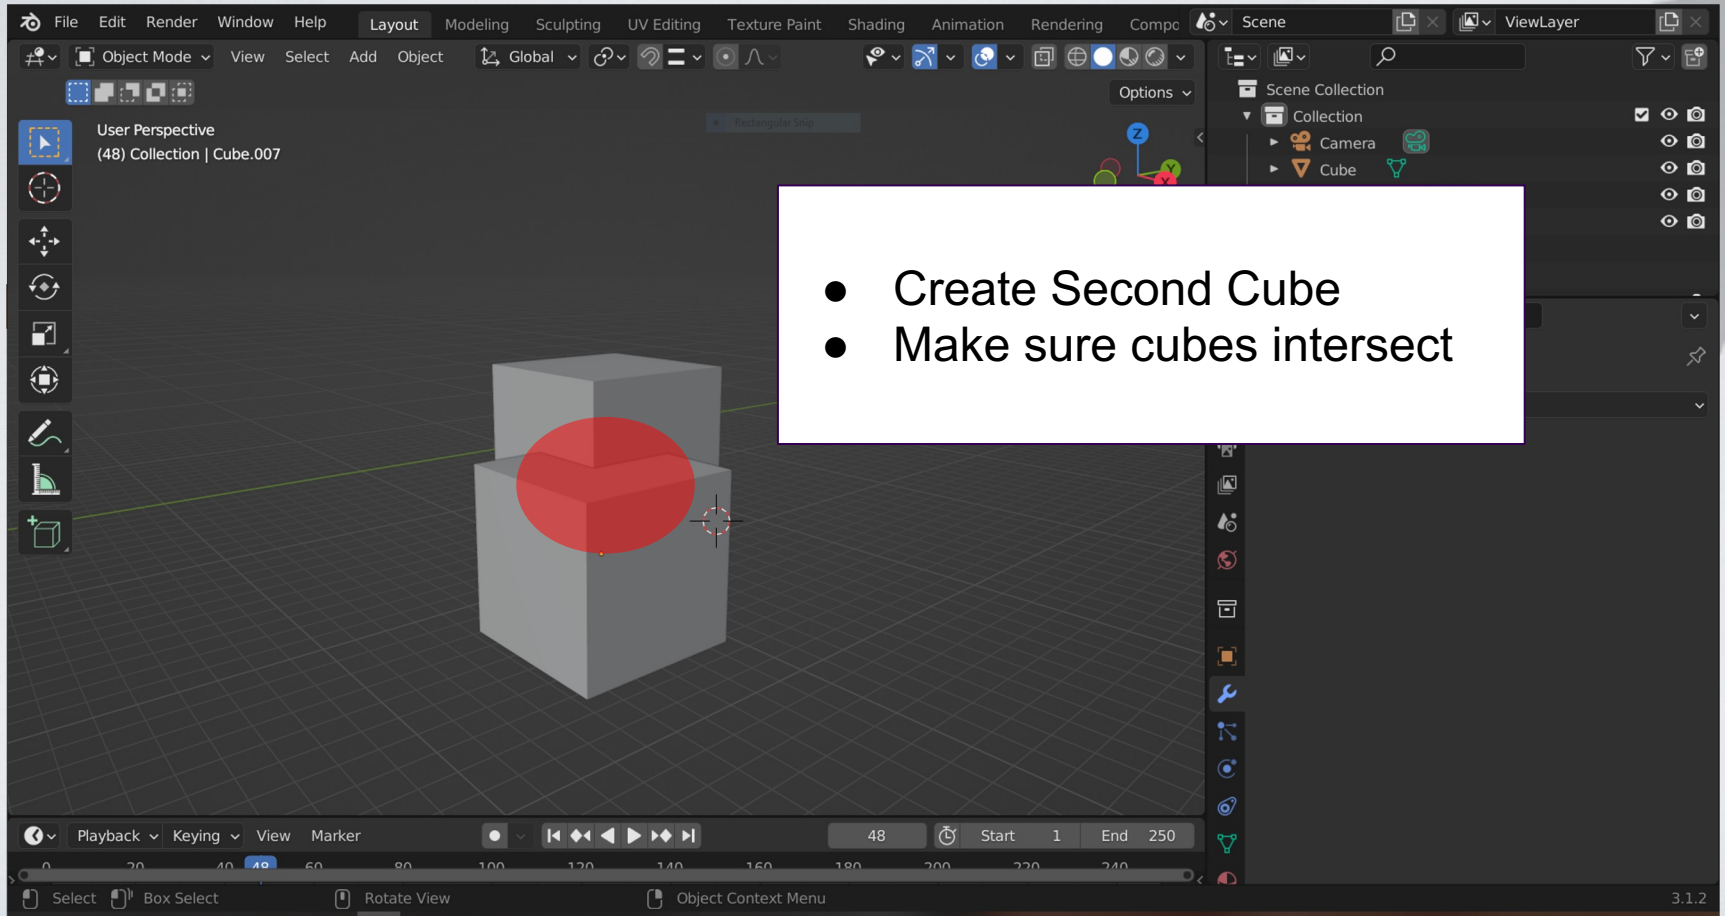 File Edit Render Window Help Layout Modeling Sculpting UV Editing Texture Paint Shading Animation Rendering Compo Scene ViewLayer
Object Mode View Select Add Object Global
Options
User Perspective
(48) Collection | Cube.007
Rectangular Snip
Z
Y
X
Scene Collection
Collection
Camera
Cube
● Create Second Cube
● Make sure cubes intersect
Playback Keying View Marker 48 Start 1 End 250
0 20 40 48 60 80 100 120 140 160 180 200 220 240
Select Box Select Rotate View Object Context Menu 3.1.2